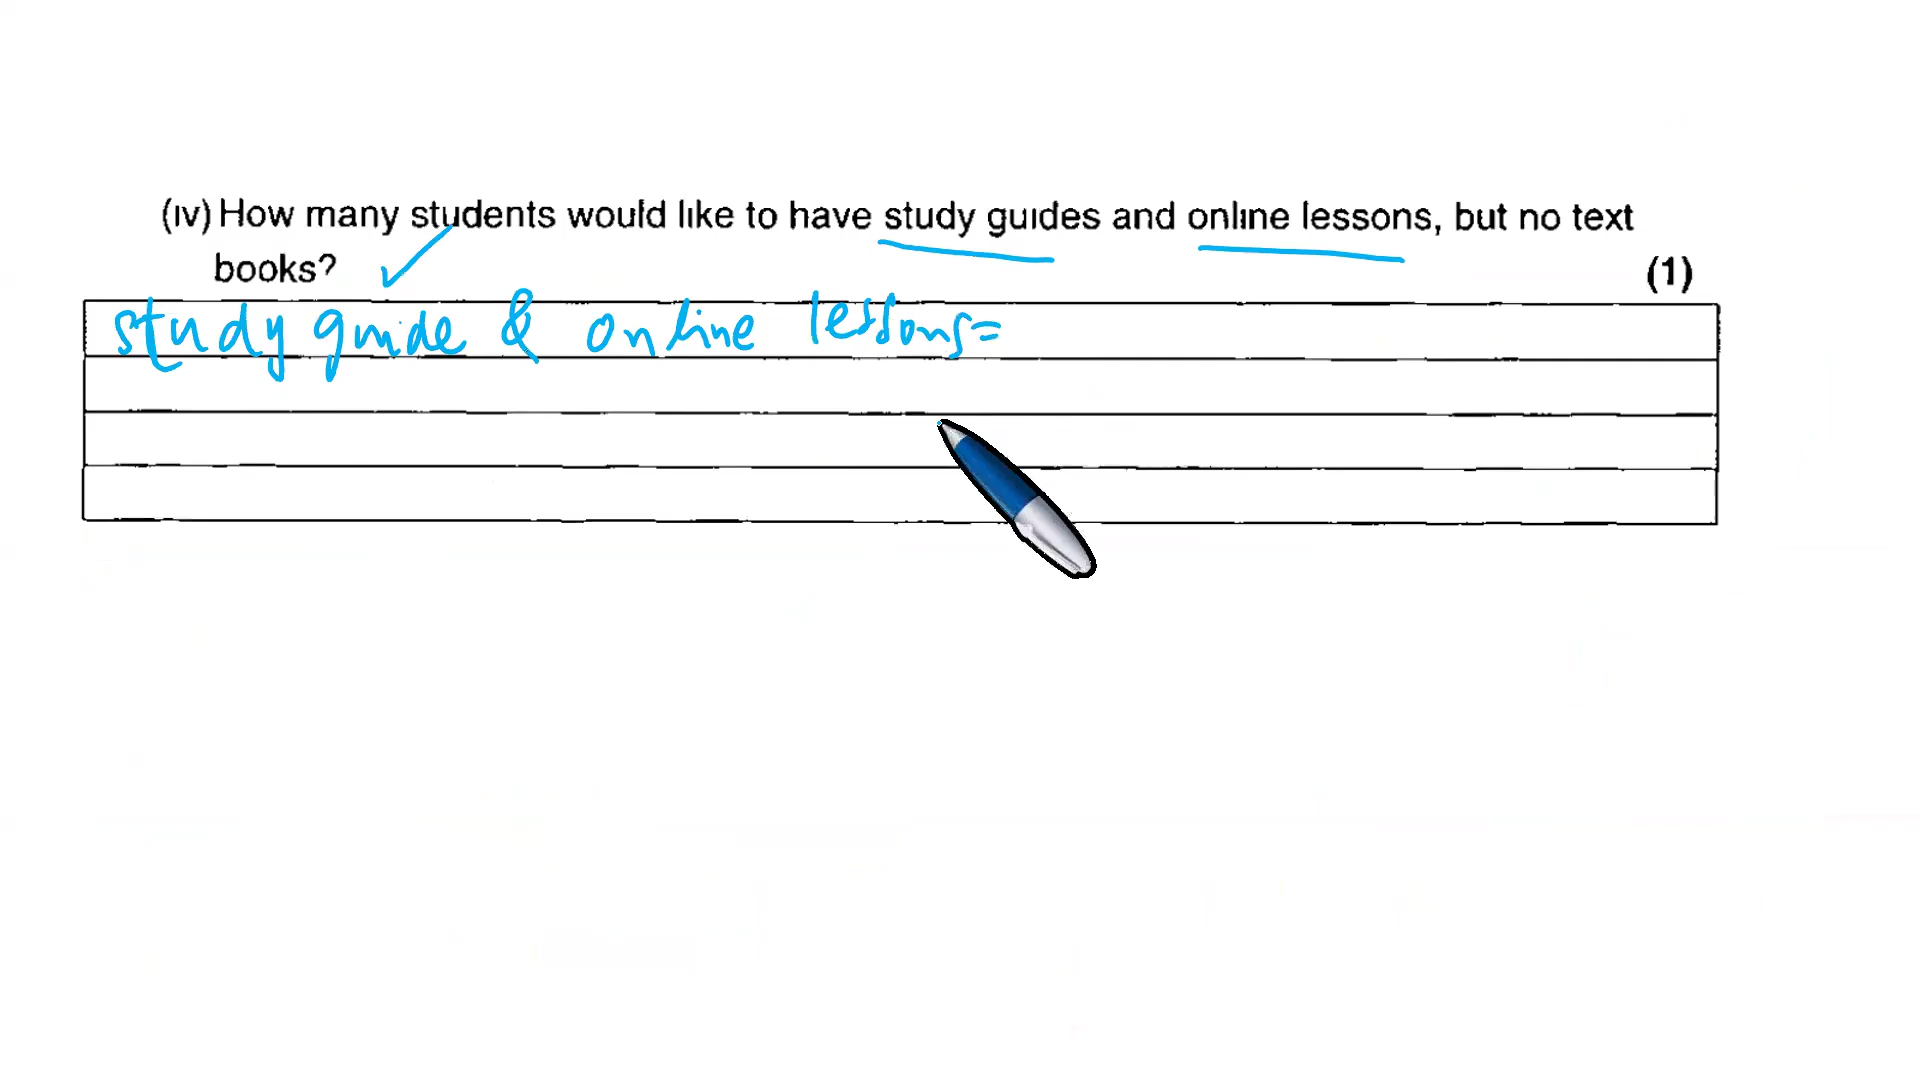 (iv) How many students would like to have study guides and online lessons, but no text
books? (1)
study guide & online lessons=